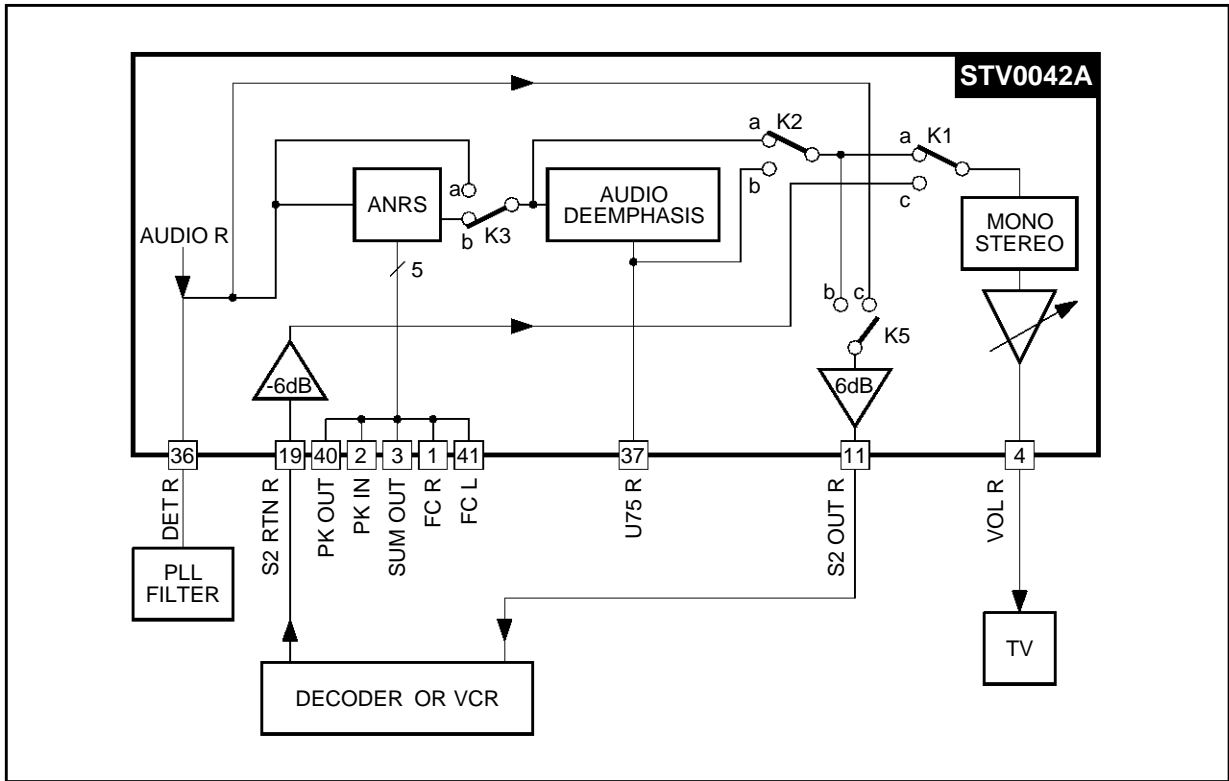 STV0042A
a
K2
b
a
K1
c
a
ANRS
b
K3
AUDIO
DEEMPHASIS
MONO
STEREO
AUDIO R
5
b
c
K5
-6dB
6dB
36
19
40
2
3
1
41
37
11
4
DET R
S2 RTN R
PK OUT
PK IN
SUM OUT
FC R
FC L
U75 R
S2 OUT R
VOL R
PLL
FILTER
TV
DECODER OR VCR